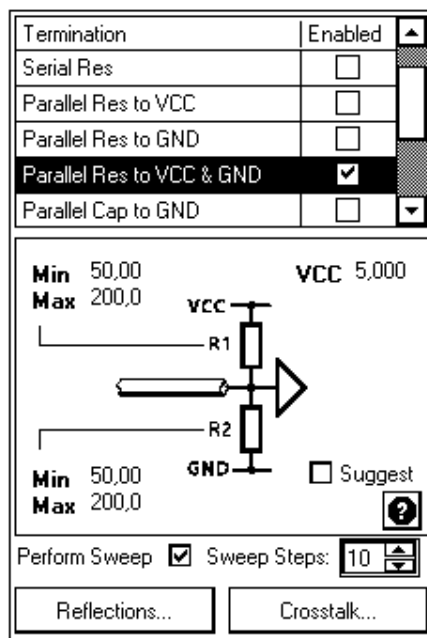 Termination Enabled
Serial Res
Parallel Res to VCC
Parallel Res to GND
Parallel Res to VCC & GND
Parallel Cap to GND
Min 50,00 VCC 5,000
Max 200,0
VCC
R1
R2
GND
Min 50,00 Suggest
Max 200,0
?
Perform Sweep Sweep Steps: 10
Reflections... Crosstalk...